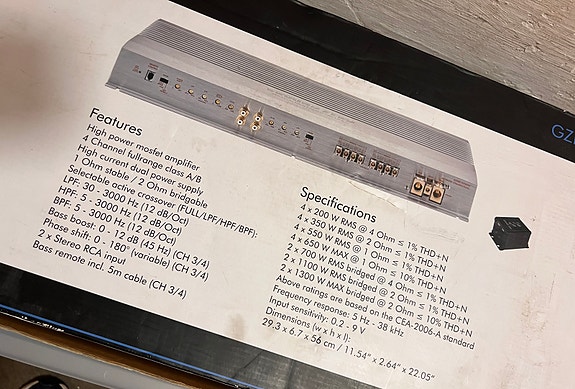 GZ
Features
High power mosfet amplifier
4 Channel fullrange class A/B
High current dual power supply
1 Ohm stable / 2 Ohm bridgable
Selectable active crossover (FULL/LPF/HPF/BPF):
LPF: 30 - 3000 Hz (12 dB/Oct)
HPF: 5 - 3000 Hz (12 dB/Oct)
BPF: 5 - 3000 Hz (12 dB/Oct)
Bass boost: 0 - 12 dB (45 Hz) (CH 3/4)
Phase shift: 0 - 180° (variable) (CH 3/4)
2 x Stereo RCA input
Bass remote incl. 5m cable (CH 3/4)
Specifications
4 x 200 W RMS @ 4 Ohm ≤ 1% THD+N
4 x 350 W RMS @ 2 Ohm ≤ 1% THD+N
4 x 550 W RMS @ 1 Ohm ≤ 1% THD+N
4 x 650 W MAX @ 1 Ohm ≤ 10% THD+N
2 x 700 W RMS bridged @ 4 Ohm ≤ 1% THD+N
2 x 1100 W RMS bridged @ 2 Ohm ≤ 1% THD+N
2 x 1300 W MAX bridged @ 2 Ohm ≤ 10% THD+N
Above ratings are based on the CEA-2006-A standard
Frequency response: 5 Hz - 38 kHz
Input sensitivity: 0.2 - 9 V
Dimensions (w x h x l):
29.3 x 6.7 x 56 cm / 11.54" x 2.64" x 22.05"